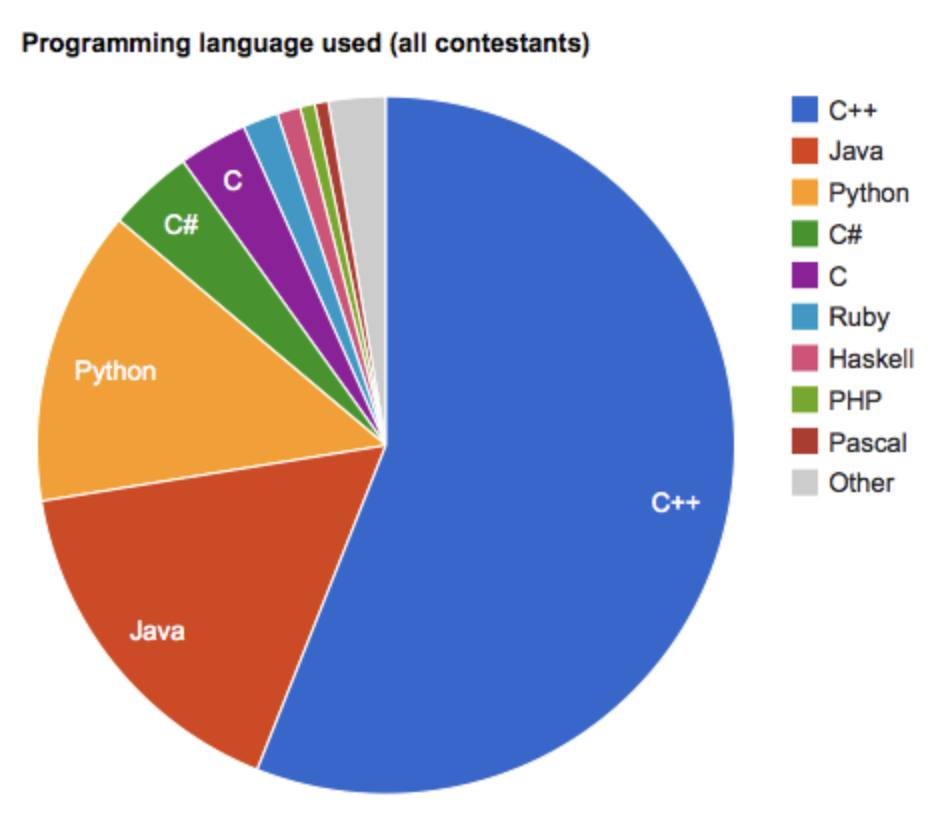 Programming language used (all contestants)
C++
Java
Python
C#
C
Ruby
Haskell
PHP
Pascal
Other
C
C#
Python
C++
Java